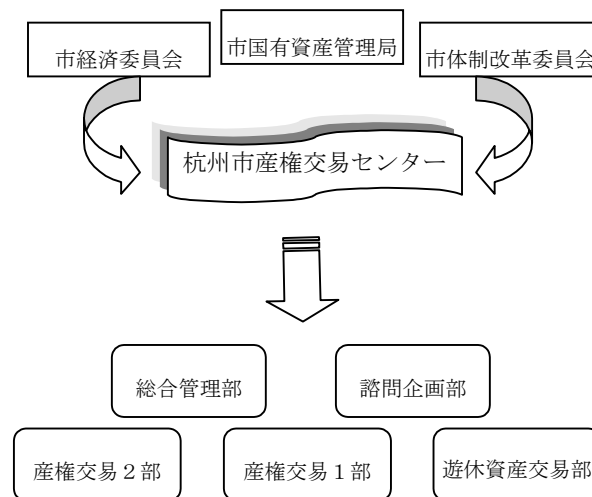 市経済委員会
市国有資産管理局
市体制改革委員会
杭州市産権交易センター
総合管理部
諮問企画部
産権交易２部
産権交易１部
遊休資産交易部